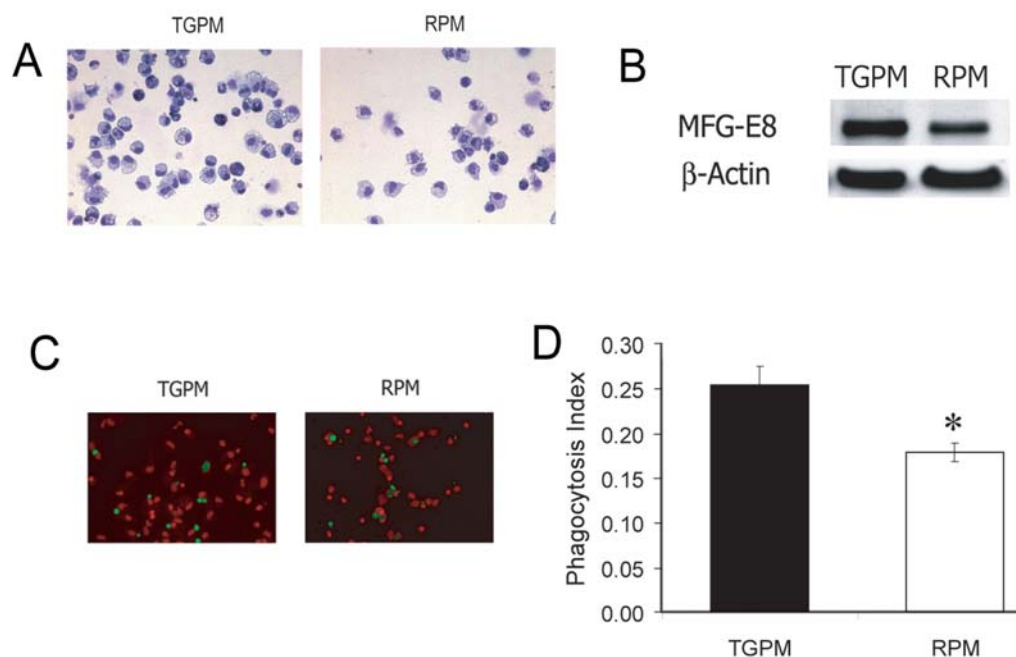 A
TGPM RPM
B
TGPM RPM
MFG-E8
β-Actin
C
TGPM RPM
D
Phagocytosis Index
0.30
0.25
0.20
0.15
0.10
0.05
0.00
*
TGPM RPM